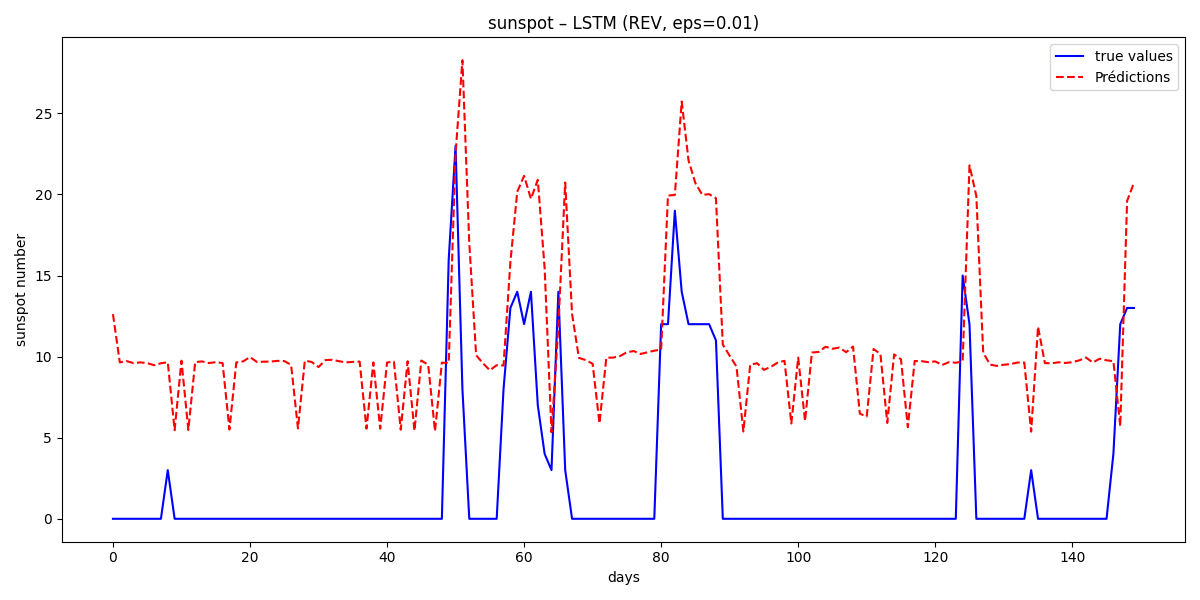 sunspot – LSTM (REV, eps=0.01)
true values
Prédictions
sunspot number
25
20
15
10
5
0
0 20 40 60 80 100 120 140
days